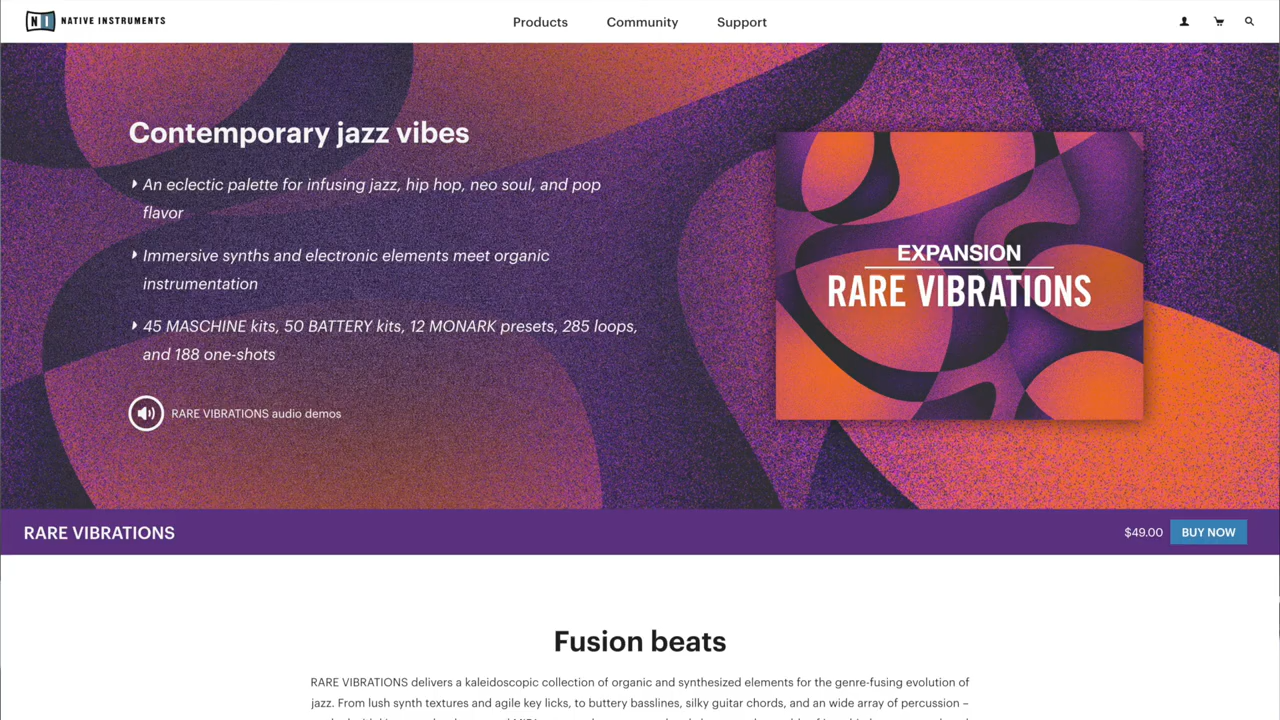 NI NATIVE INSTRUMENTS
Products Community Support
Contemporary jazz vibes
An eclectic palette for infusing jazz, hip hop, neo soul, and pop
flavor
Immersive synths and electronic elements meet organic
instrumentation
45 MASCHINE kits, 50 BATTERY kits, 12 MONARK presets, 285 loops,
and 188 one-shots
RARE VIBRATIONS audio demos
EXPANSION
RARE VIBRATIONS
RARE VIBRATIONS
$49.00 BUY NOW
Fusion beats
RARE VIBRATIONS delivers a kaleidoscopic collection of organic and synthesized elements for the genre-fusing evolution of
jazz. From lush synth textures and agile key licks, to buttery basslines, silky guitar chords, and an wide array of percussion –